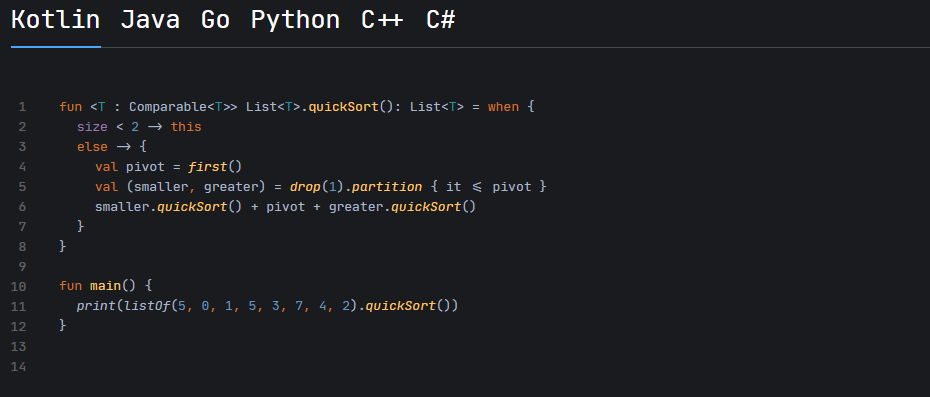 Kotlin Java Go Python C++ C#
1 fun <T : Comparable<T>> List<T>.quickSort(): List<T> = when {
2 size < 2 -> this
3 else -> {
4 val pivot = first()
5 val (smaller, greater) = drop(1).partition { it <= pivot }
6 smaller.quickSort() + pivot + greater.quickSort()
7 }
8 }
9
10 fun main() {
11 print(listOf(5, 0, 1, 5, 3, 7, 4, 2).quickSort())
12 }
13
14